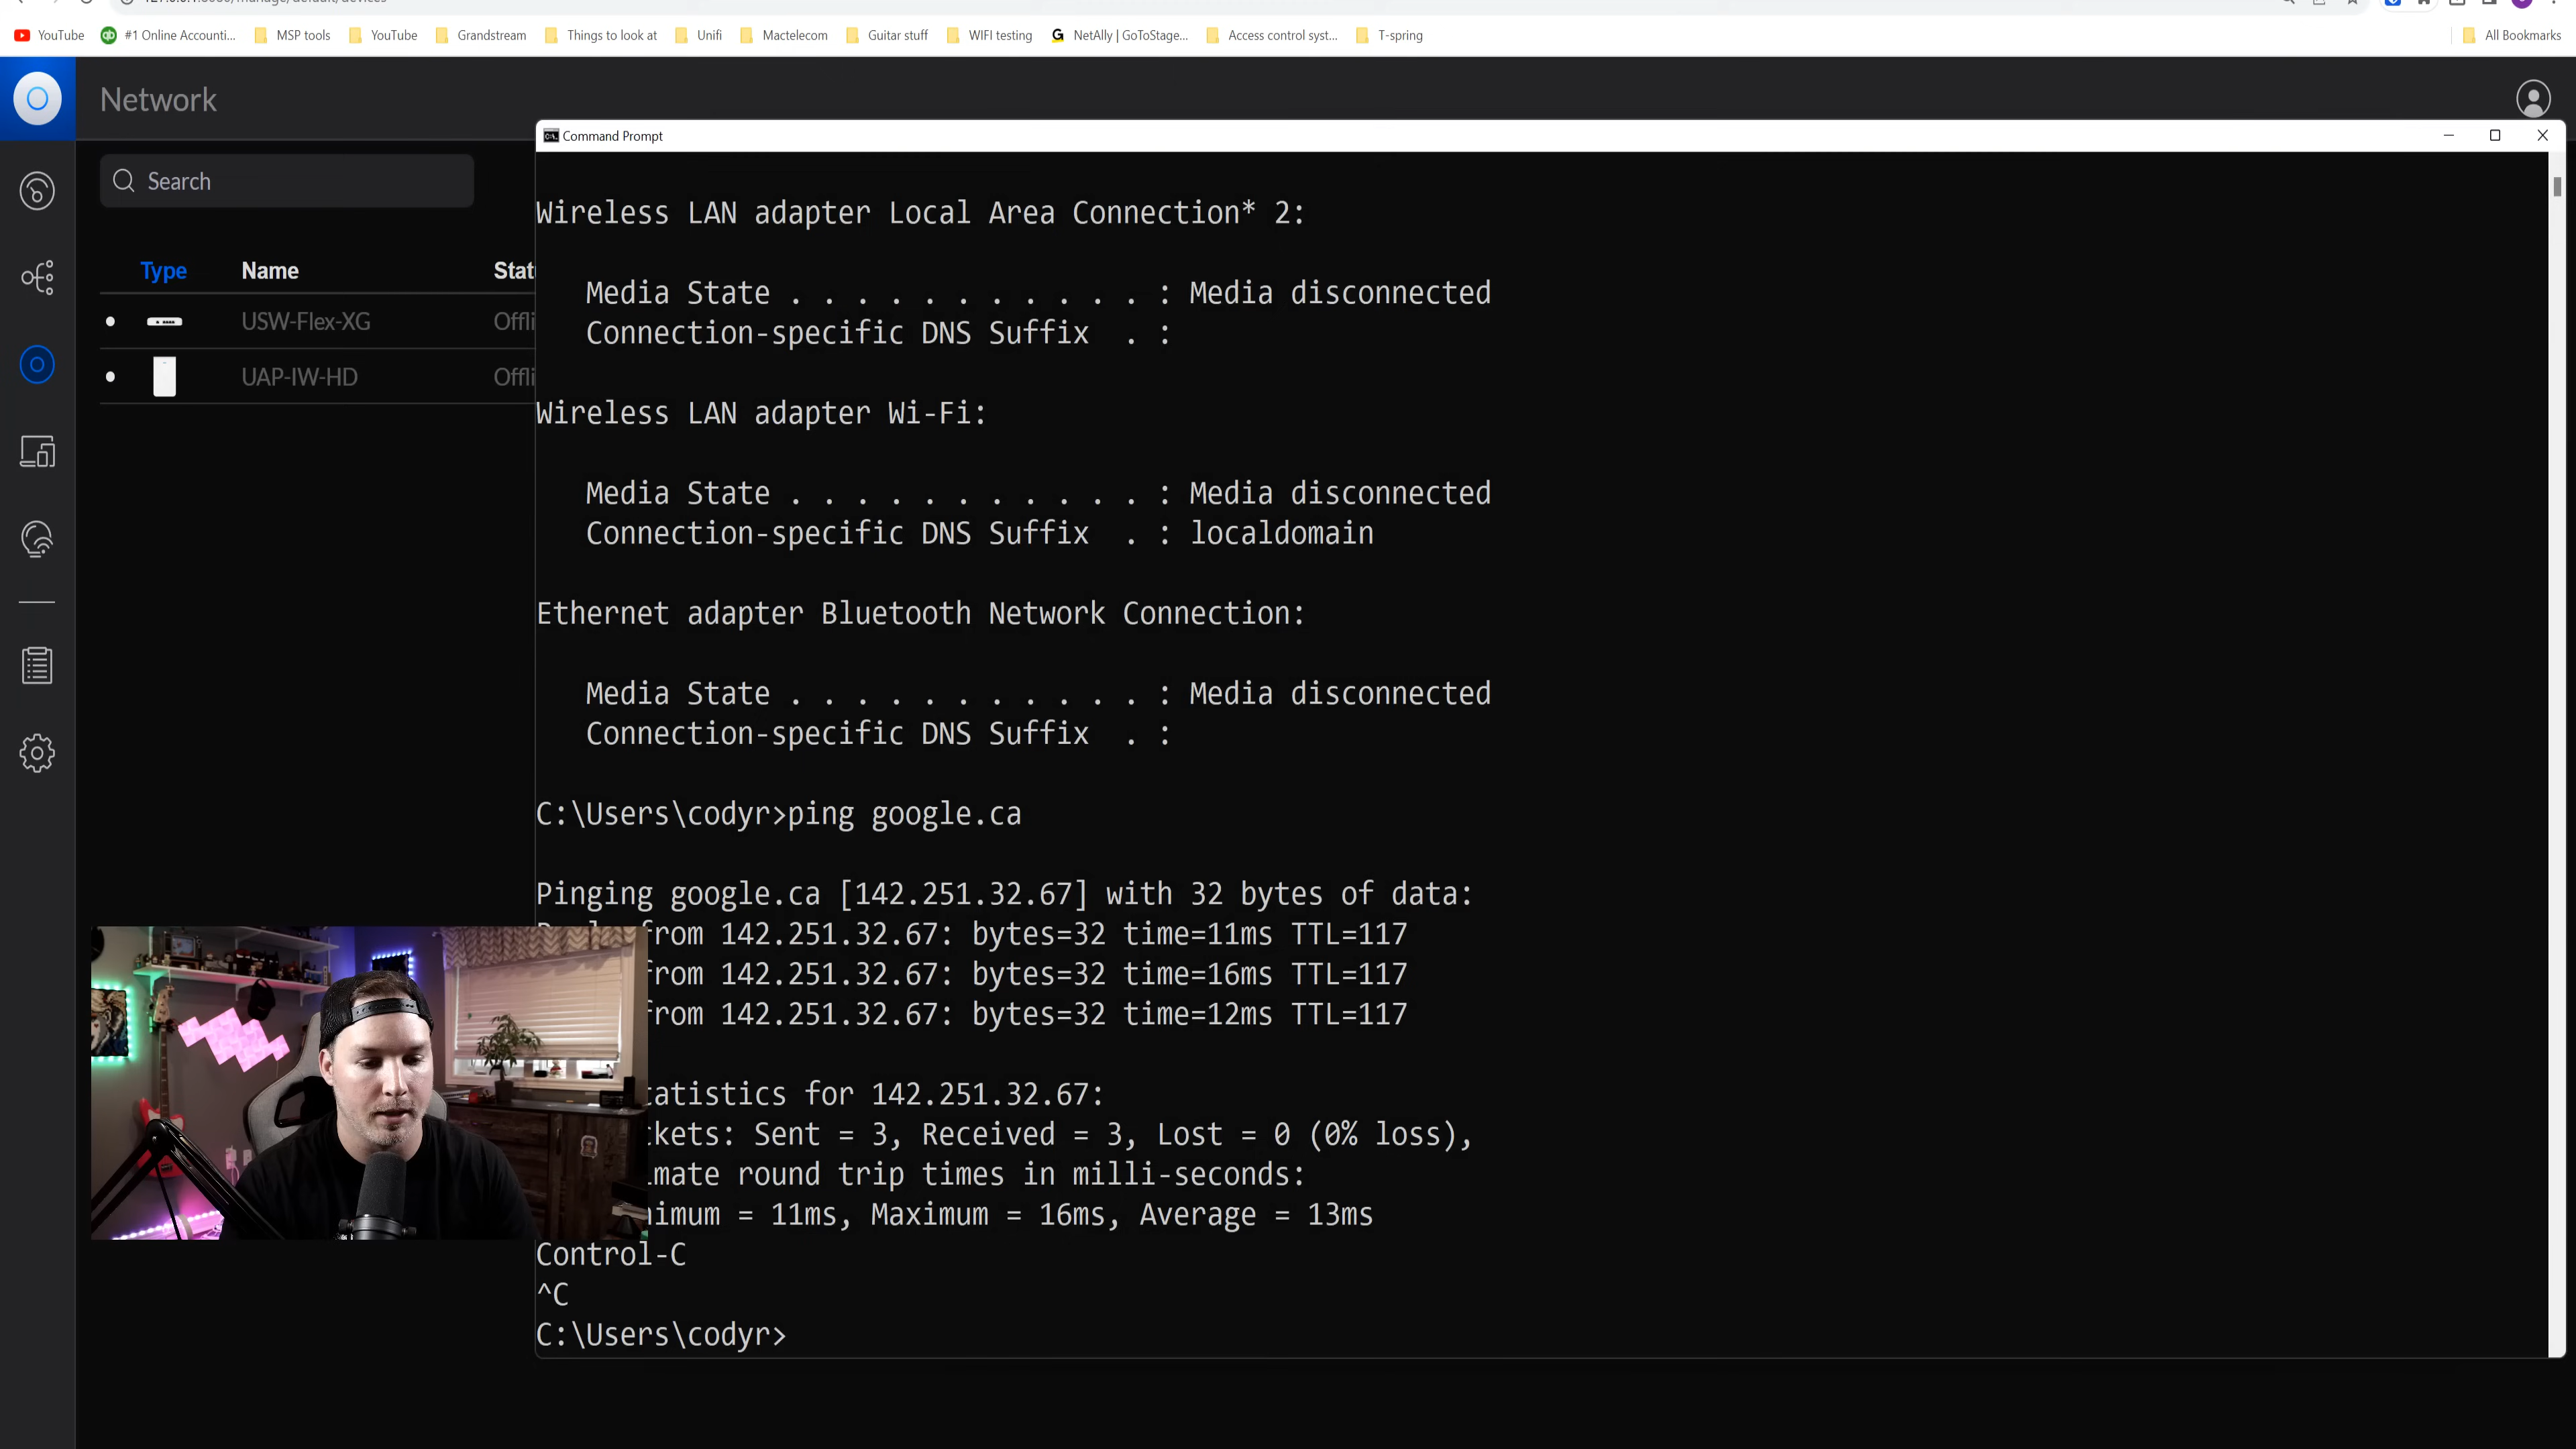 YouTube #1 Online Accounti... MSP tools YouTube Grandstream Things to look at Unifi Mactelecom Guitar stuff WIFI testing NetAlly | GoToStage... Access control syst... T-spring All Bookmarks
Network
Command Prompt
Search
Type Name Stat
USW-Flex-XG Offli
UAP-IW-HD Offli
Wireless LAN adapter Local Area Connection* 2:
Media State . . . . . . . . . . . : Media disconnected
Connection-specific DNS Suffix . :
Wireless LAN adapter Wi-Fi:
Media State . . . . . . . . . . . : Media disconnected
Connection-specific DNS Suffix . : localdomain
Ethernet adapter Bluetooth Network Connection:
Media State . . . . . . . . . . . : Media disconnected
Connection-specific DNS Suffix . :
C:\Users\codyr>ping google.ca
Pinging google.ca [142.251.32.67] with 32 bytes of data:
from 142.251.32.67: bytes=32 time=11ms TTL=117
from 142.251.32.67: bytes=32 time=16ms TTL=117
from 142.251.32.67: bytes=32 time=12ms TTL=117
tatistics for 142.251.32.67:
kets: Sent = 3, Received = 3, Lost = 0 (0% loss),
mate round trip times in milli-seconds:
nimum = 11ms, Maximum = 16ms, Average = 13ms
Control-C
^C
C:\Users\codyr>